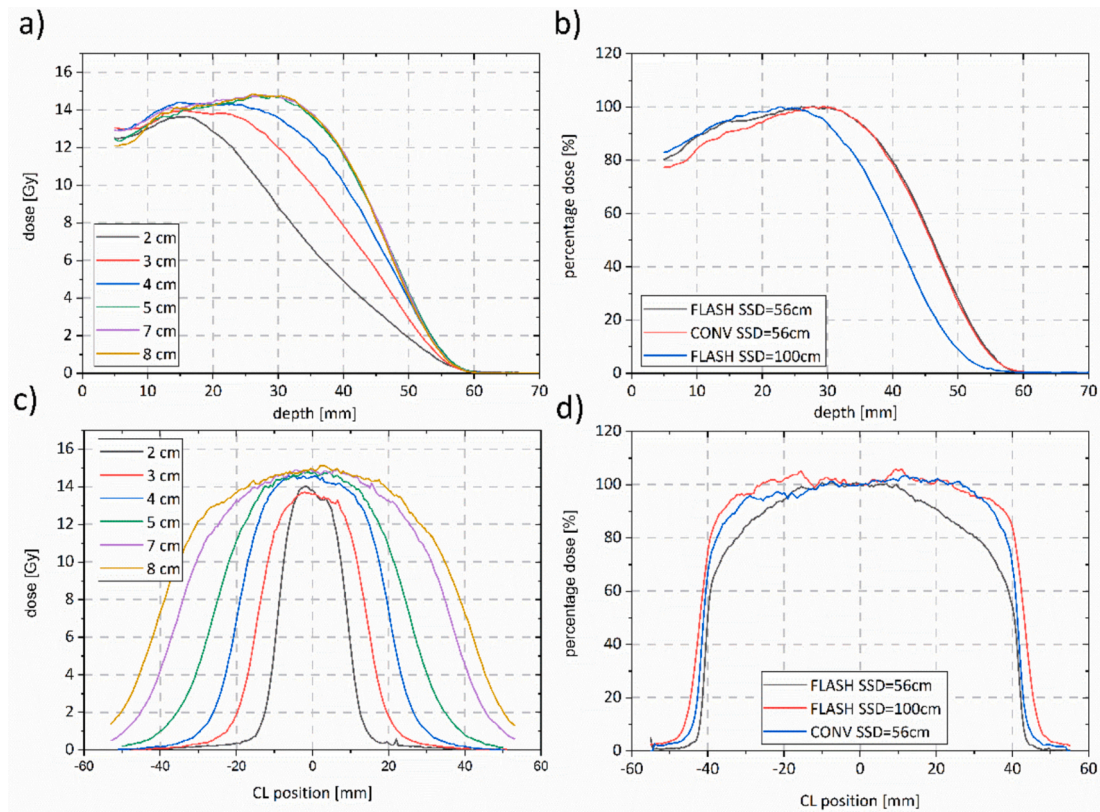 a)
16
14
12
10
8
6
4
2
0
dose [Gy]
2 cm
3 cm
4 cm
5 cm
7 cm
8 cm
0 10 20 30 40 50 60 70
depth [mm]
b)
120
100
80
60
40
20
0
percentage dose [%]
FLASH SSD=56cm
CONV SSD=56cm
FLASH SSD=100cm
0 10 20 30 40 50 60 70
depth [mm]
c)
16
14
12
10
8
6
4
2
0
dose [Gy]
2 cm
3 cm
4 cm
5 cm
7 cm
8 cm
-60 -40 -20 0 20 40 60
CL position [mm]
d)
120
100
80
60
40
20
0
percentage dose [%]
FLASH SSD=56cm
FLASH SSD=100cm
CONV SSD=56cm
-60 -40 -20 0 20 40 60
CL position [mm]